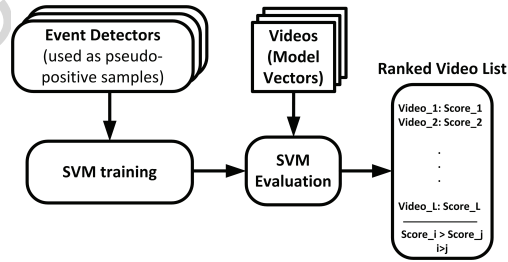 Event Detectors
(used as pseudo-
positive samples)
Videos
(Model
Vectors)
Ranked Video List
Video_1: Score_1
Video_2: Score_2
.
.
.
Video_L: Score_L
Score_i > Score_j
i>j
SVM training
SVM
Evaluation